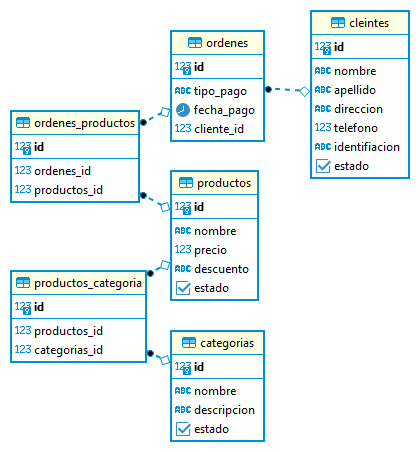 cleintes
123 id
ABC nombre
ABC apellido
ABC direccion
123 telefono
ABC identifiacion
estado
ordenes
123 id
ABC tipo_pago
fecha_pago
123 cliente_id
ordenes_productos
123 id
123 ordenes_id
123 productos_id
productos
123 id
ABC nombre
123 precio
ABC descuento
estado
productos_categoria
123 id
123 productos_id
123 categorias_id
categorias
123 id
ABC nombre
ABC descripcion
estado